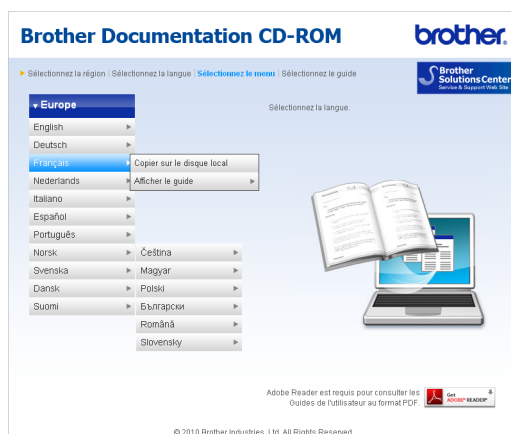 Brother Documentation CD-ROM
brother
Sélectionnez la région | Sélectionnez la langue | Sélectionnez le menu | Sélectionnez le guide
Brother
Solutions Center
Service & Support Web Site
Europe
Sélectionnez la langue.
English
Deutsch
Français
Copier sur le disque local
Nederlands
Afficher le guide
Italiano
Español
Português
Norsk
Čeština
Svenska
Magyar
Dansk
Polski
Suomi
Български
Română
Slovensky
Adobe Reader est requis pour consulter les
Guides de l'utilisateur au format PDF.
Get
ADOBE® READER®
© 2010 Brother Industries, Ltd. All Rights Reserved.